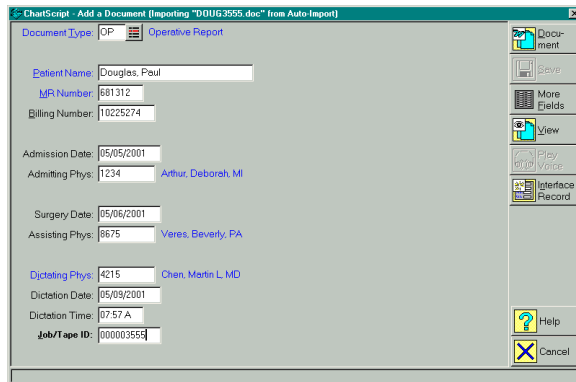 ChartScript - Add a Document (Importing "DOUG3555.doc" from Auto-Import)
Document Type: OP Operative Report
Patient Name: Douglas, Paul
MR Number: 681312
Billing Number: 10225274
Admission Date: 05/05/2001
Admitting Phys: 1234 Arthur, Deborah, MI
Surgery Date: 05/06/2001
Assisting Phys: 8675 Veres, Beverly, PA
Dictating Phys: 4215 Chen, Martin L, MD
Dictation Date: 05/09/2001
Dictation Time: 07:57 A
Job/Tape ID: 000003555
Docu-
ment
Save
More
Fields
View
Play
Voice
Interface
Record
Help
Cancel